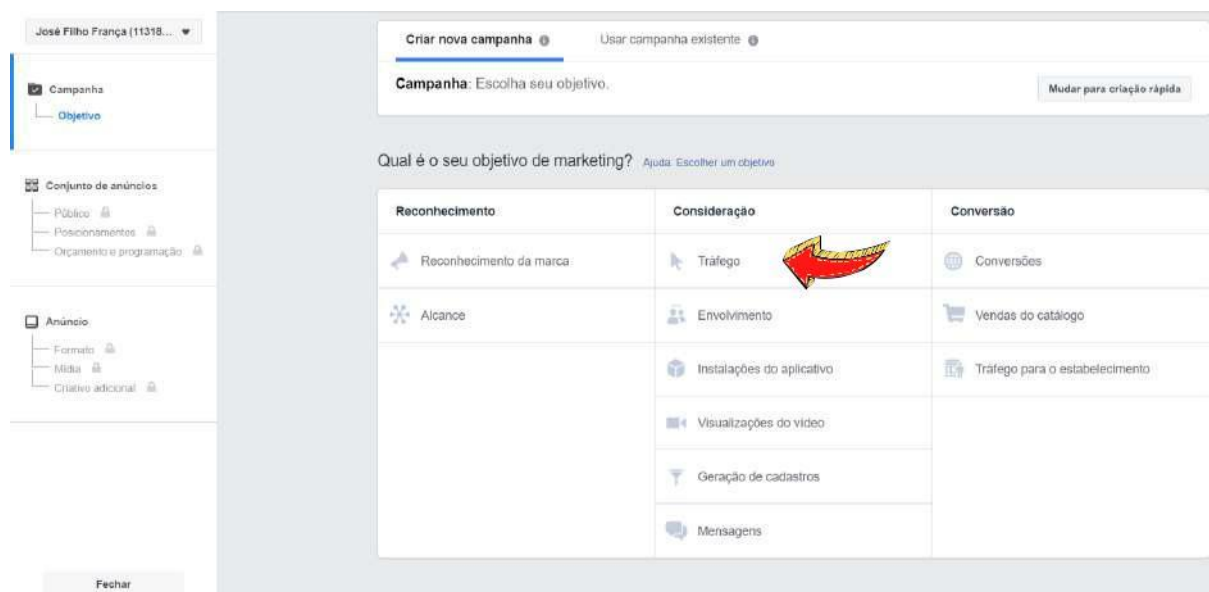 José Filho França (11318...
Campanha
Objetivo
Conjunto de anúncios
Público
Posicionamentos
Orçamento e programação
Anúncio
Formato
Mídia
Criativo adicional
Fechar
Criar nova campanha
Usar campanha existente
Campanha: Escolha seu objetivo.
Mudar para criação rápida
Qual é o seu objetivo de marketing? Ajuda: Escolher um objetivo
Reconhecimento
Consideração
Conversão
Reconhecimento da marca
Tráfego
Conversões
Alcance
Envolvimento
Vendas do catálogo
Instalações do aplicativo
Tráfego para o estabelecimento
Visualizações do vídeo
Geração de cadastros
Mensagens